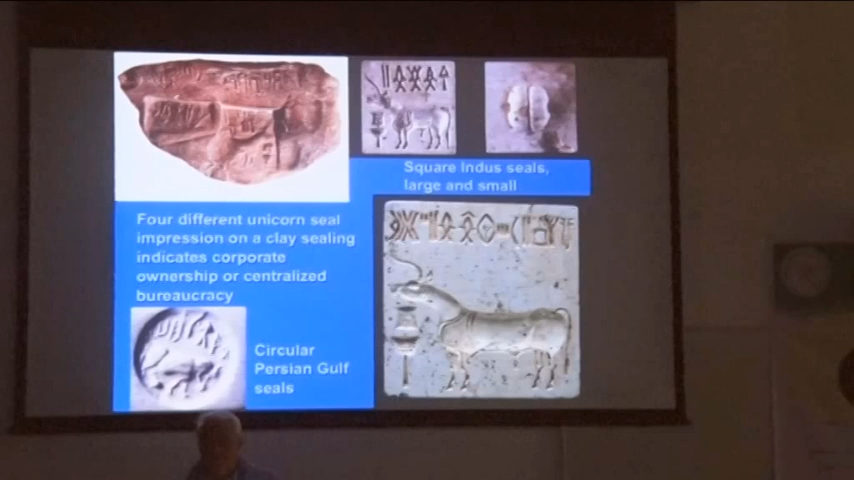 Square Indus seals,
large and small
Four different unicorn seal
impression on a clay sealing
indicates corporate
ownership or centralized
bureaucracy
Circular
Persian Gulf
seals